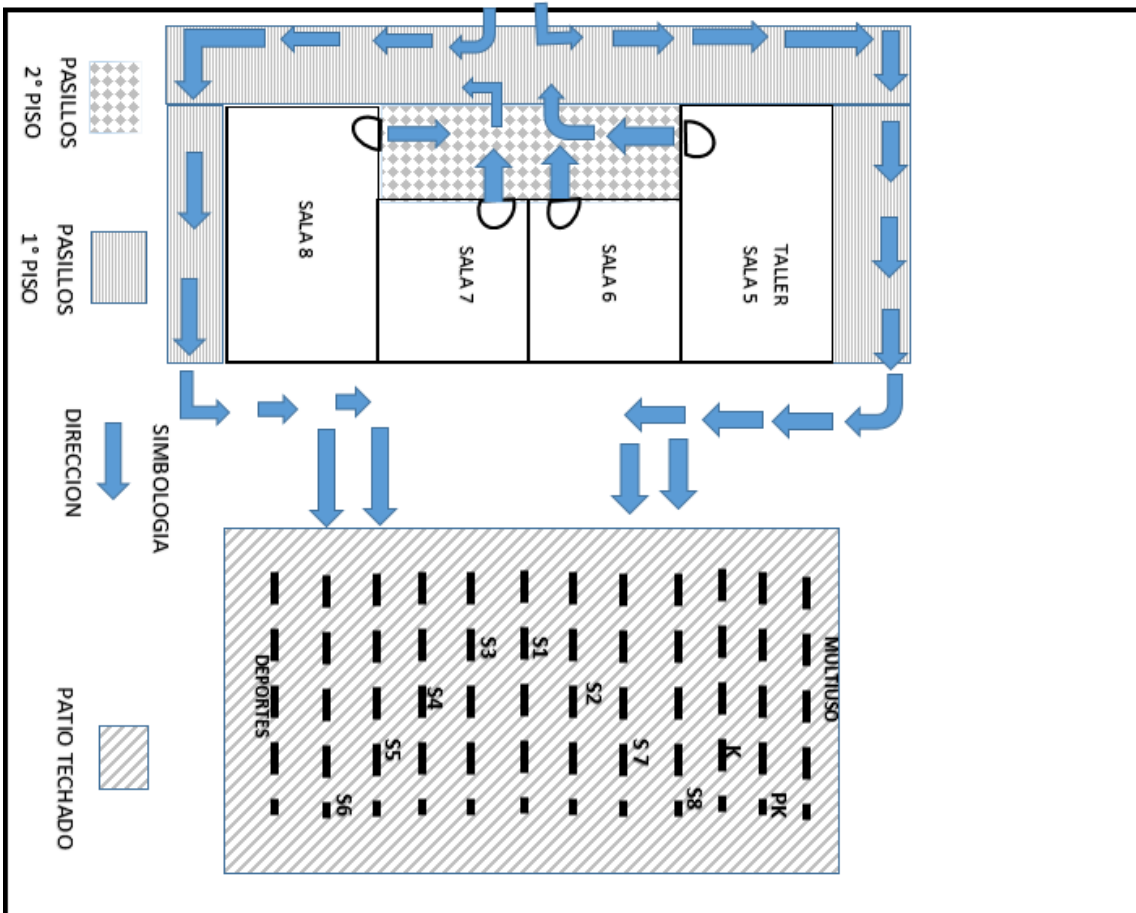 TALLER
SALA 5
SALA 6
SALA 7
SALA 8
MULTIUSO
PK
K
S8
S 7
S2
S1
S3
S4
S5
S6
DEPORTES
SIMBOLOGIA
PASILLOS
2° PISO
PASILLOS
1° PISO
DIRECCION
PATIO TECHADO